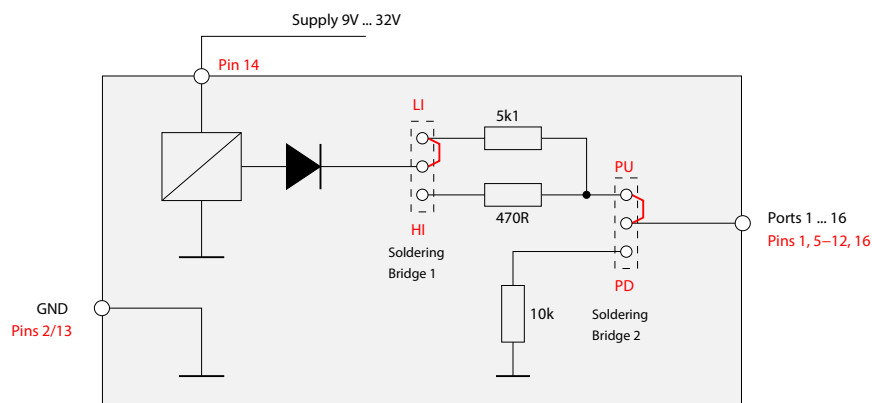 Supply 9V ... 32V
Pin 14
LI
5k1
PU
470R
HI
Soldering
Bridge 1
Ports 1 ... 16
Pins 1, 5–12, 16
PD
GND
Pins 2/13
10k
Soldering
Bridge 2